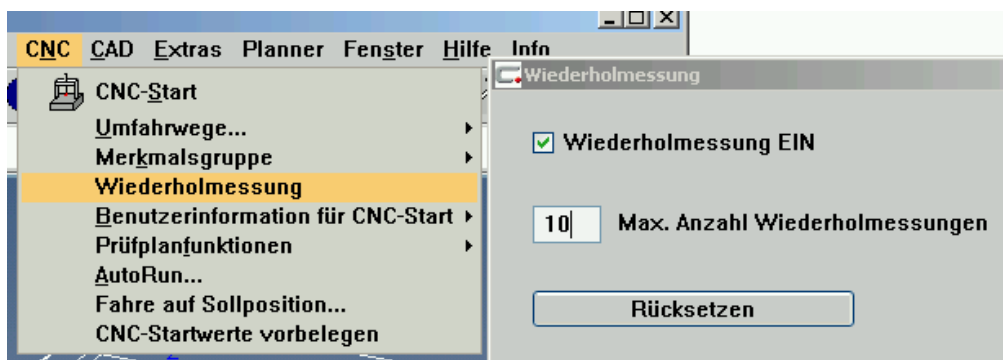 CNC CAD Extras Planner Fenster Hilfe Info
CNC-Start
Umfahrwege...
Merkmalsgruppe
Wiederholmessung
Benutzerinformation für CNC-Start
Prüfplanfunktionen
AutoRun...
Fahre auf Sollposition...
CNC-Startwerte vorbelegen
Wiederholmessung
Wiederholmessung EIN
10 Max. Anzahl Wiederholmessungen
Rücksetzen